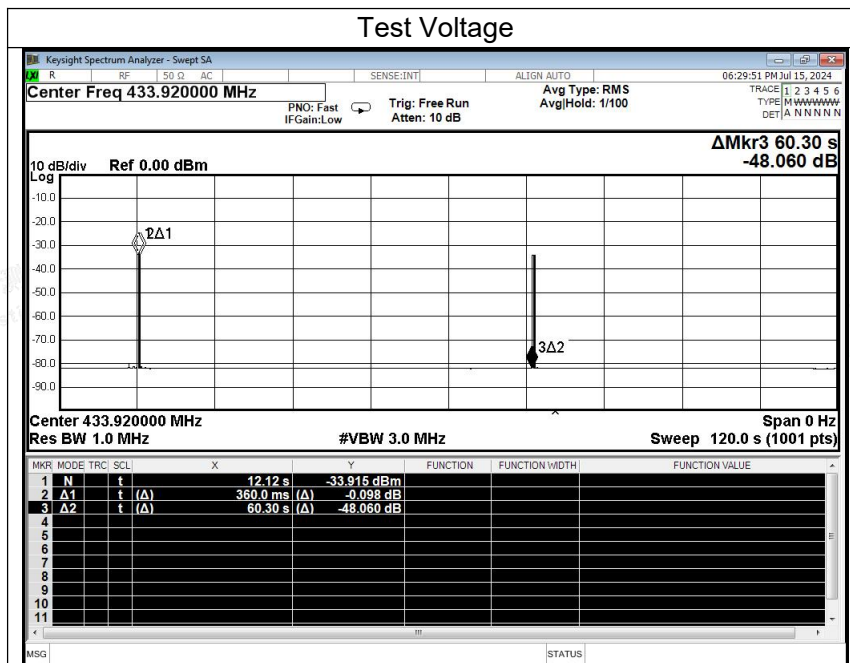 Test Voltage
Keysight Spectrum Analyzer - Swept SA
LXI R RF 50 Ω AC SENSE:INT ALIGN AUTO 06:29:51 PM Jul 15, 2024
Center Freq 433.920000 MHz
PNO: Fast
IFGain:Low
Trig: Free Run
Atten: 10 dB
Avg Type: RMS
Avg|Hold: 1/100
TRACE 1 2 3 4 5 6
TYPE M WWWWW
DET A N N N N N
ΔMkr3 60.30 s
-48.060 dB
10 dB/div Ref 0.00 dBm
Log
-10.0
-20.0
2Δ1
-30.0
-40.0
-50.0
-60.0
-70.0
3Δ2
-80.0
-90.0
Center 433.920000 MHz Span 0 Hz
Res BW 1.0 MHz #VBW 3.0 MHz Sweep 120.0 s (1001 pts)
MKR MODE TRC SCL X Y FUNCTION FUNCTION WIDTH FUNCTION VALUE
1 N t 12.12 s -33.915 dBm
2 Δ1 t (Δ) 360.0 ms (Δ) -0.098 dB
3 Δ2 t (Δ) 60.30 s (Δ) -48.060 dB
4
5
6
7
8
9
10
11
MSG STATUS